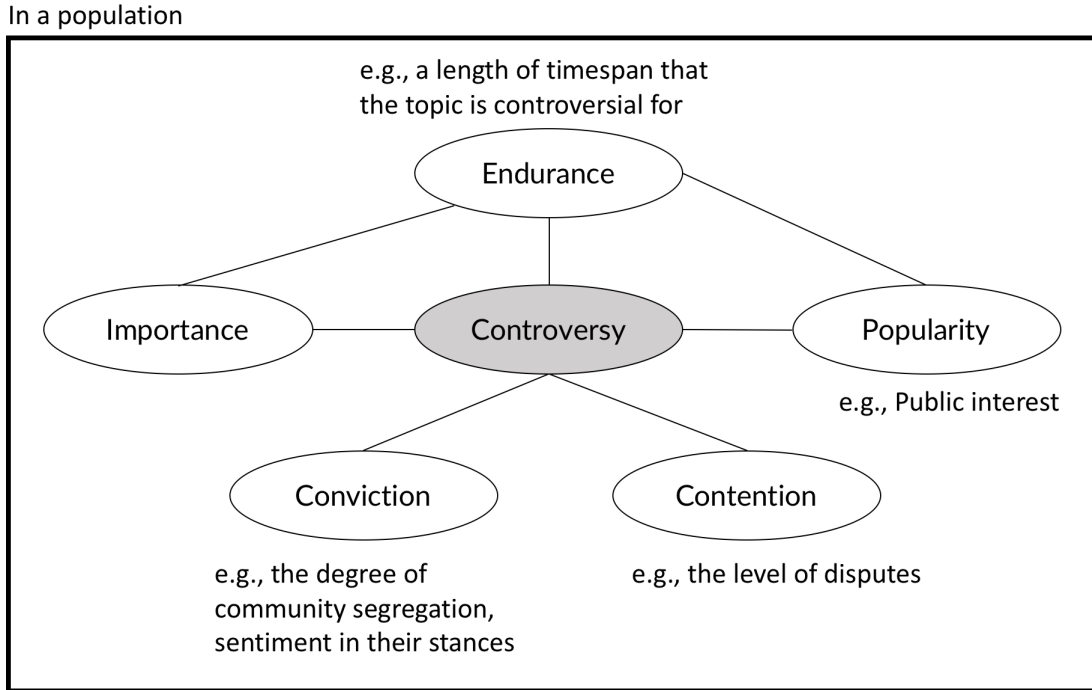 In a population
e.g., a length of timespan that
the topic is controversial for
Endurance
Importance
Controversy
Popularity
e.g., Public interest
Conviction
Contention
e.g., the degree of
community segregation,
sentiment in their stances
e.g., the level of disputes